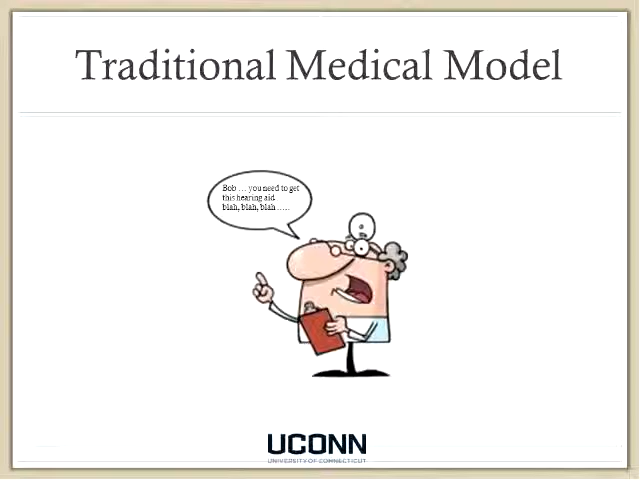 Traditional Medical Model
Bob ... you need to get
this hearing aid
blah, blah, blah .....
UCONN
UNIVERSITY OF CONNECTICUT